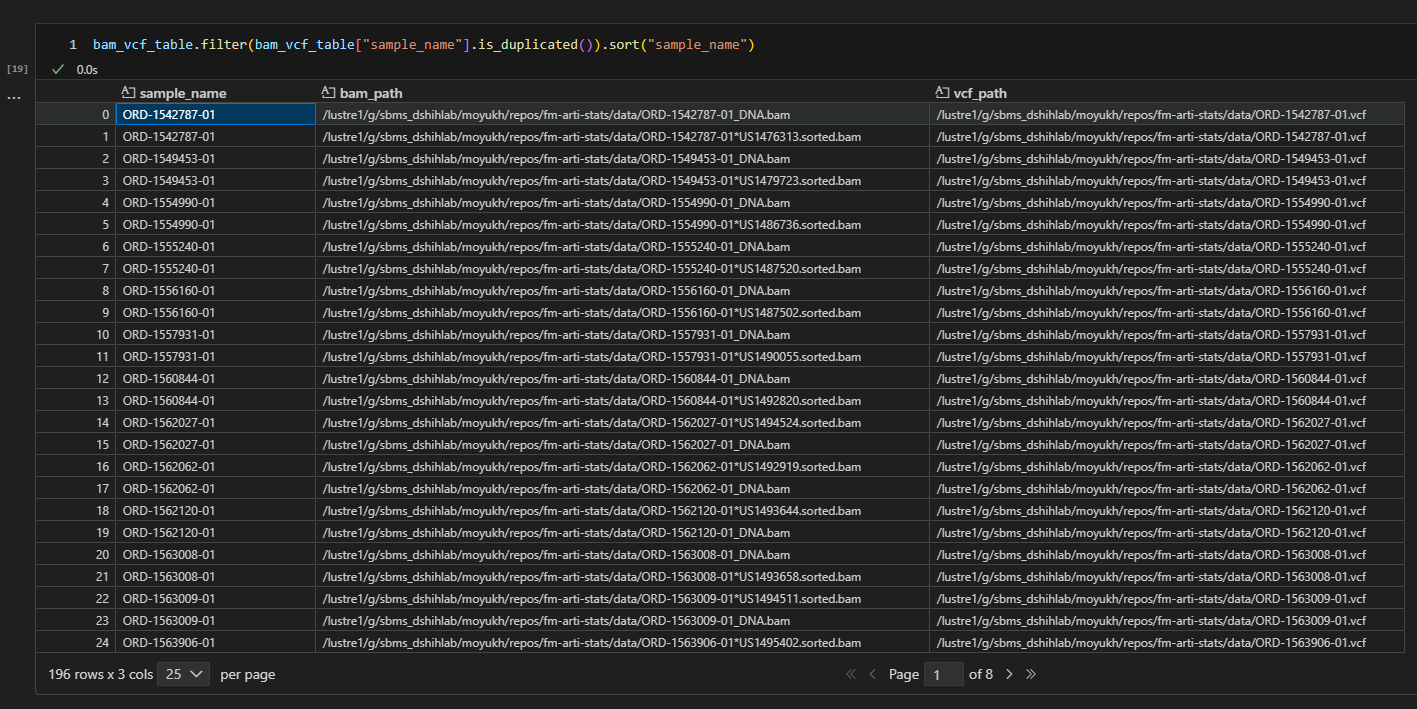 1 bam_vcf_table.filter(bam_vcf_table["sample_name"].is_duplicated()).sort("sample_name")
[19] 0.0s
... sample_name bam_path vcf_path
0 ORD-1542787-01 /lustre1/g/sbms_dshihlab/moyukh/repos/fm-arti-stats/data/ORD-1542787-01_DNA.bam /lustre1/g/sbms_dshihlab/moyukh/repos/fm-arti-stats/data/ORD-1542787-01.vcf
1 ORD-1542787-01 /lustre1/g/sbms_dshihlab/moyukh/repos/fm-arti-stats/data/ORD-1542787-01*US1476313.sorted.bam /lustre1/g/sbms_dshihlab/moyukh/repos/fm-arti-stats/data/ORD-1542787-01.vcf
2 ORD-1549453-01 /lustre1/g/sbms_dshihlab/moyukh/repos/fm-arti-stats/data/ORD-1549453-01_DNA.bam /lustre1/g/sbms_dshihlab/moyukh/repos/fm-arti-stats/data/ORD-1549453-01.vcf
3 ORD-1549453-01 /lustre1/g/sbms_dshihlab/moyukh/repos/fm-arti-stats/data/ORD-1549453-01*US1479723.sorted.bam /lustre1/g/sbms_dshihlab/moyukh/repos/fm-arti-stats/data/ORD-1549453-01.vcf
4 ORD-1554990-01 /lustre1/g/sbms_dshihlab/moyukh/repos/fm-arti-stats/data/ORD-1554990-01_DNA.bam /lustre1/g/sbms_dshihlab/moyukh/repos/fm-arti-stats/data/ORD-1554990-01.vcf
5 ORD-1554990-01 /lustre1/g/sbms_dshihlab/moyukh/repos/fm-arti-stats/data/ORD-1554990-01*US1486736.sorted.bam /lustre1/g/sbms_dshihlab/moyukh/repos/fm-arti-stats/data/ORD-1554990-01.vcf
6 ORD-1555240-01 /lustre1/g/sbms_dshihlab/moyukh/repos/fm-arti-stats/data/ORD-1555240-01_DNA.bam /lustre1/g/sbms_dshihlab/moyukh/repos/fm-arti-stats/data/ORD-1555240-01.vcf
7 ORD-1555240-01 /lustre1/g/sbms_dshihlab/moyukh/repos/fm-arti-stats/data/ORD-1555240-01*US1487520.sorted.bam /lustre1/g/sbms_dshihlab/moyukh/repos/fm-arti-stats/data/ORD-1555240-01.vcf
8 ORD-1556160-01 /lustre1/g/sbms_dshihlab/moyukh/repos/fm-arti-stats/data/ORD-1556160-01_DNA.bam /lustre1/g/sbms_dshihlab/moyukh/repos/fm-arti-stats/data/ORD-1556160-01.vcf
9 ORD-1556160-01 /lustre1/g/sbms_dshihlab/moyukh/repos/fm-arti-stats/data/ORD-1556160-01*US1487502.sorted.bam /lustre1/g/sbms_dshihlab/moyukh/repos/fm-arti-stats/data/ORD-1556160-01.vcf
10 ORD-1557931-01 /lustre1/g/sbms_dshihlab/moyukh/repos/fm-arti-stats/data/ORD-1557931-01_DNA.bam /lustre1/g/sbms_dshihlab/moyukh/repos/fm-arti-stats/data/ORD-1557931-01.vcf
11 ORD-1557931-01 /lustre1/g/sbms_dshihlab/moyukh/repos/fm-arti-stats/data/ORD-1557931-01*US1490055.sorted.bam /lustre1/g/sbms_dshihlab/moyukh/repos/fm-arti-stats/data/ORD-1557931-01.vcf
12 ORD-1560844-01 /lustre1/g/sbms_dshihlab/moyukh/repos/fm-arti-stats/data/ORD-1560844-01_DNA.bam /lustre1/g/sbms_dshihlab/moyukh/repos/fm-arti-stats/data/ORD-1560844-01.vcf
13 ORD-1560844-01 /lustre1/g/sbms_dshihlab/moyukh/repos/fm-arti-stats/data/ORD-1560844-01*US1492820.sorted.bam /lustre1/g/sbms_dshihlab/moyukh/repos/fm-arti-stats/data/ORD-1560844-01.vcf
14 ORD-1562027-01 /lustre1/g/sbms_dshihlab/moyukh/repos/fm-arti-stats/data/ORD-1562027-01*US1494524.sorted.bam /lustre1/g/sbms_dshihlab/moyukh/repos/fm-arti-stats/data/ORD-1562027-01.vcf
15 ORD-1562027-01 /lustre1/g/sbms_dshihlab/moyukh/repos/fm-arti-stats/data/ORD-1562027-01_DNA.bam /lustre1/g/sbms_dshihlab/moyukh/repos/fm-arti-stats/data/ORD-1562027-01.vcf
16 ORD-1562062-01 /lustre1/g/sbms_dshihlab/moyukh/repos/fm-arti-stats/data/ORD-1562062-01*US1492919.sorted.bam /lustre1/g/sbms_dshihlab/moyukh/repos/fm-arti-stats/data/ORD-1562062-01.vcf
17 ORD-1562062-01 /lustre1/g/sbms_dshihlab/moyukh/repos/fm-arti-stats/data/ORD-1562062-01_DNA.bam /lustre1/g/sbms_dshihlab/moyukh/repos/fm-arti-stats/data/ORD-1562062-01.vcf
18 ORD-1562120-01 /lustre1/g/sbms_dshihlab/moyukh/repos/fm-arti-stats/data/ORD-1562120-01*US1493644.sorted.bam /lustre1/g/sbms_dshihlab/moyukh/repos/fm-arti-stats/data/ORD-1562120-01.vcf
19 ORD-1562120-01 /lustre1/g/sbms_dshihlab/moyukh/repos/fm-arti-stats/data/ORD-1562120-01_DNA.bam /lustre1/g/sbms_dshihlab/moyukh/repos/fm-arti-stats/data/ORD-1562120-01.vcf
20 ORD-1563008-01 /lustre1/g/sbms_dshihlab/moyukh/repos/fm-arti-stats/data/ORD-1563008-01_DNA.bam /lustre1/g/sbms_dshihlab/moyukh/repos/fm-arti-stats/data/ORD-1563008-01.vcf
21 ORD-1563008-01 /lustre1/g/sbms_dshihlab/moyukh/repos/fm-arti-stats/data/ORD-1563008-01*US1493658.sorted.bam /lustre1/g/sbms_dshihlab/moyukh/repos/fm-arti-stats/data/ORD-1563008-01.vcf
22 ORD-1563009-01 /lustre1/g/sbms_dshihlab/moyukh/repos/fm-arti-stats/data/ORD-1563009-01*US1494511.sorted.bam /lustre1/g/sbms_dshihlab/moyukh/repos/fm-arti-stats/data/ORD-1563009-01.vcf
23 ORD-1563009-01 /lustre1/g/sbms_dshihlab/moyukh/repos/fm-arti-stats/data/ORD-1563009-01_DNA.bam /lustre1/g/sbms_dshihlab/moyukh/repos/fm-arti-stats/data/ORD-1563009-01.vcf
24 ORD-1563906-01 /lustre1/g/sbms_dshihlab/moyukh/repos/fm-arti-stats/data/ORD-1563906-01*US1495402.sorted.bam /lustre1/g/sbms_dshihlab/moyukh/repos/fm-arti-stats/data/ORD-1563906-01.vcf
196 rows x 3 cols 25 per page Page 1 of 8